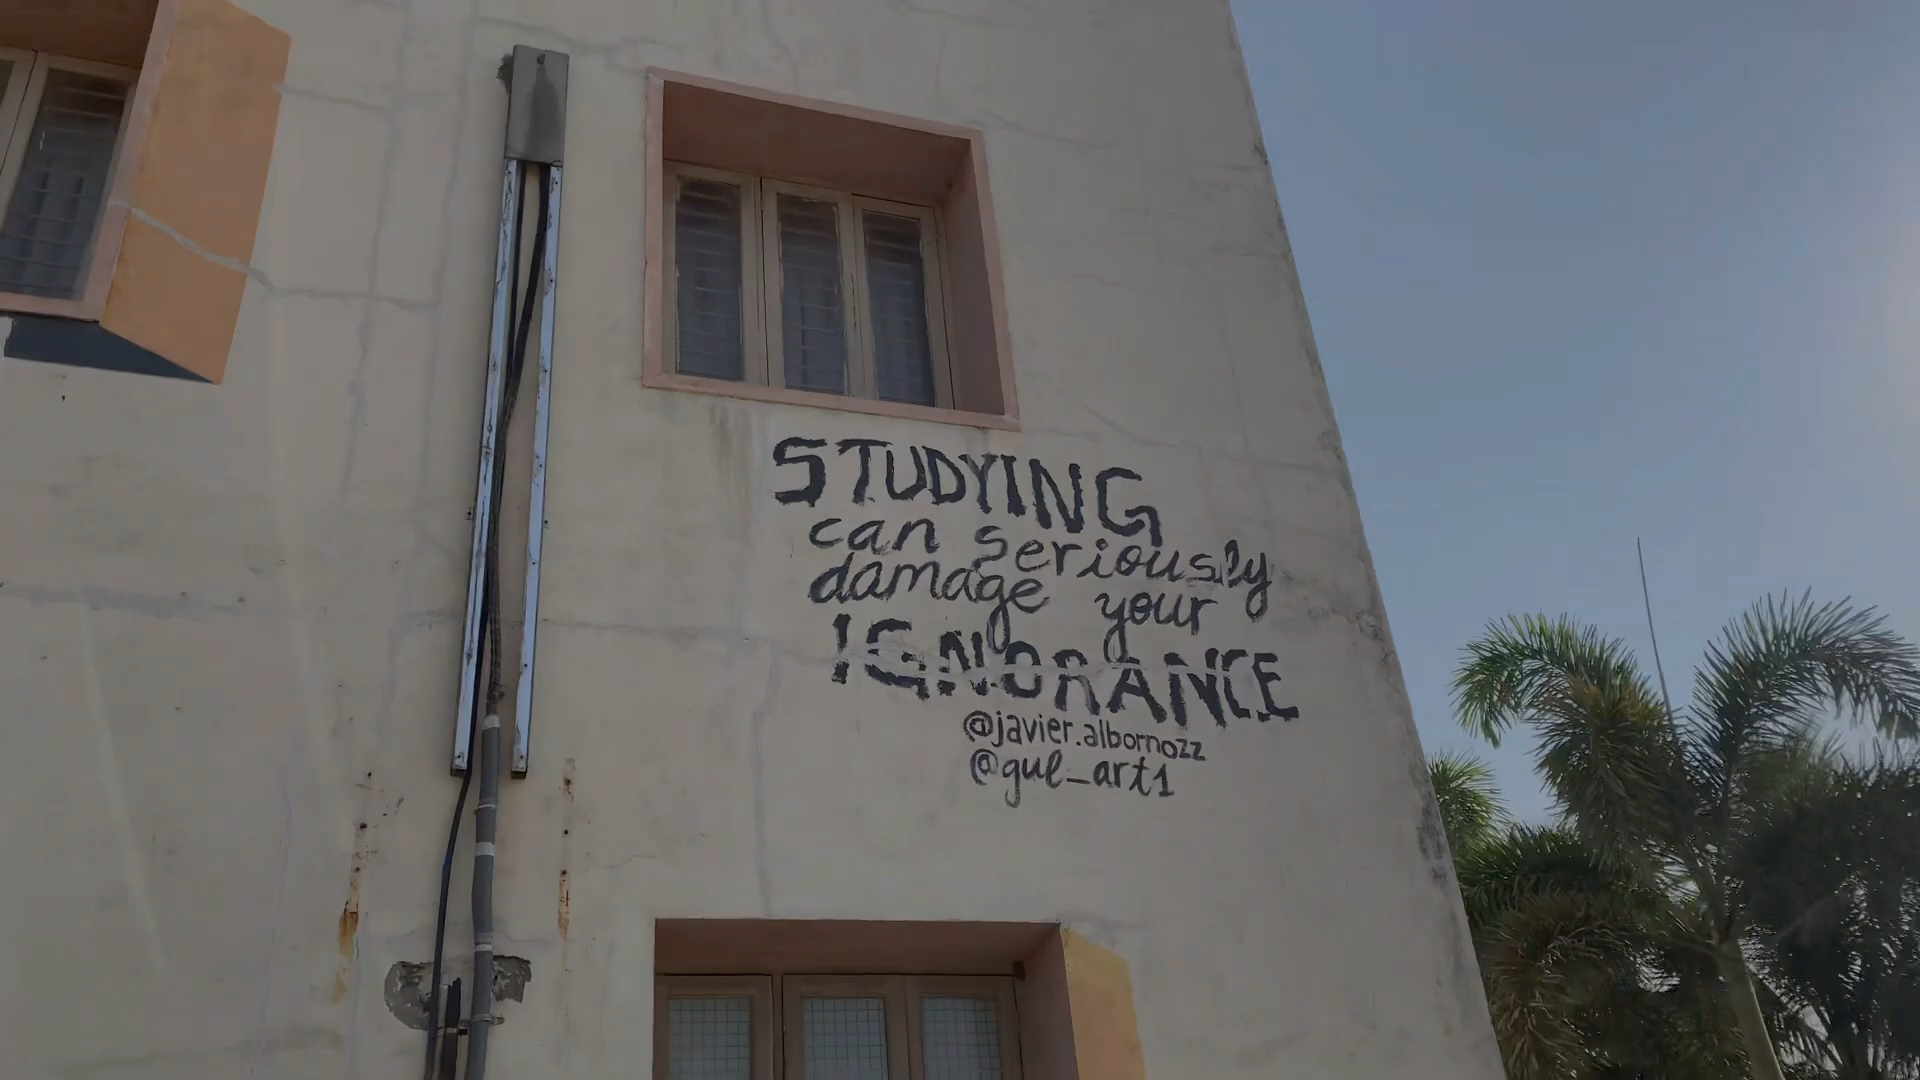 STUDYING
can seriously
damage your
IGNORANCE
@javier.albornozz
@gul_art1